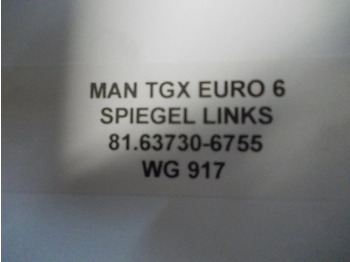 MAN TGX EURO 6
SPIEGEL LINKS
81.63730-6755
WG 917